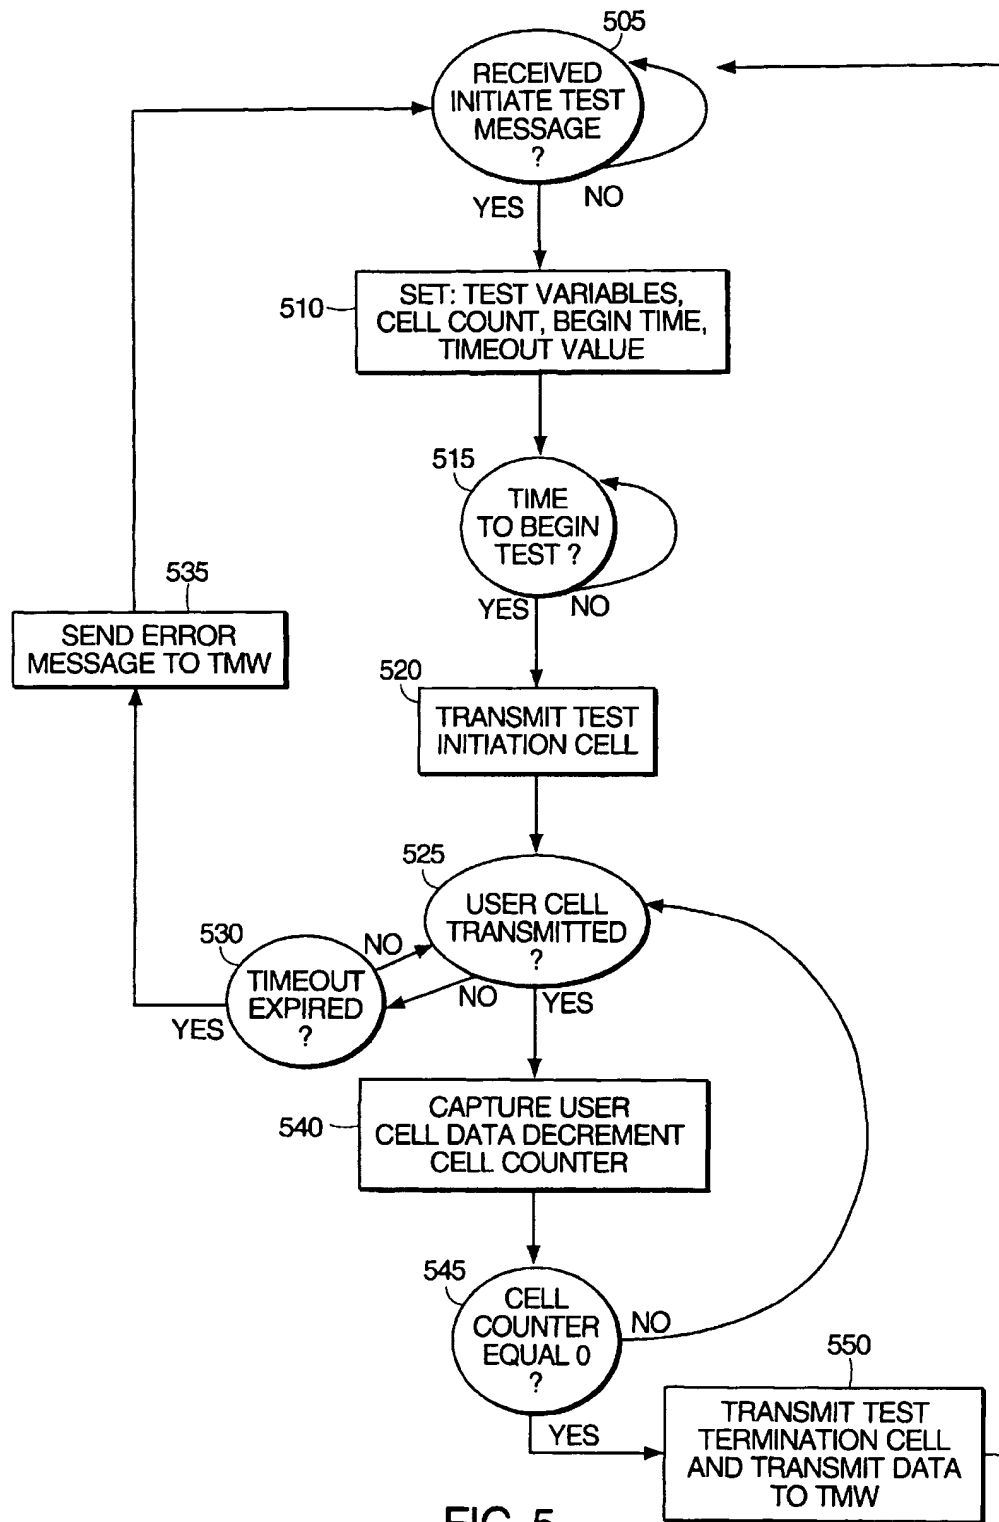 505
RECEIVED
INITIATE TEST
MESSAGE
?
YES
NO
510
SET: TEST VARIABLES,
CELL COUNT, BEGIN TIME,
TIMEOUT VALUE
515
TIME
TO BEGIN
TEST ?
YES
NO
535
SEND ERROR
MESSAGE TO TMW
520
TRANSMIT TEST
INITIATION CELL
525
USER CELL
TRANSMITTED
?
530
NO
TIMEOUT
EXPIRED
?
YES
NO
YES
540
CAPTURE USER
CELL DATA DECREMENT
CELL COUNTER
545
CELL
COUNTER
EQUAL 0
?
NO
YES
550
TRANSMIT TEST
TERMINATION CELL
AND TRANSMIT DATA
TO TMW
FIG. 5